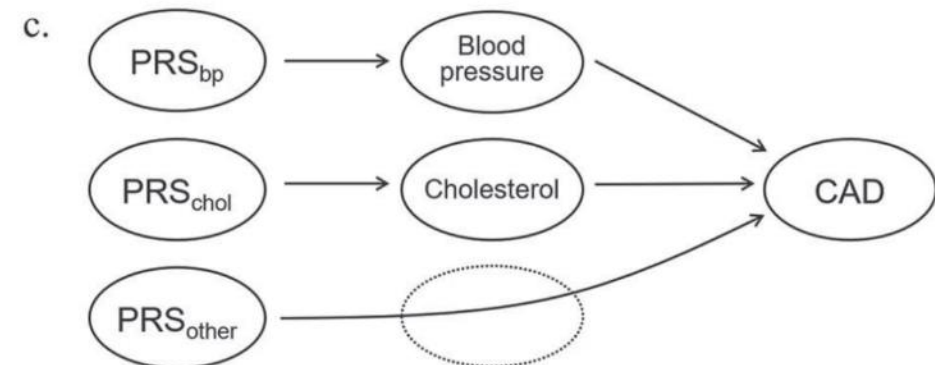 c.
PRSbp
Blood
pressure
PRSchol
Cholesterol
CAD
PRSother